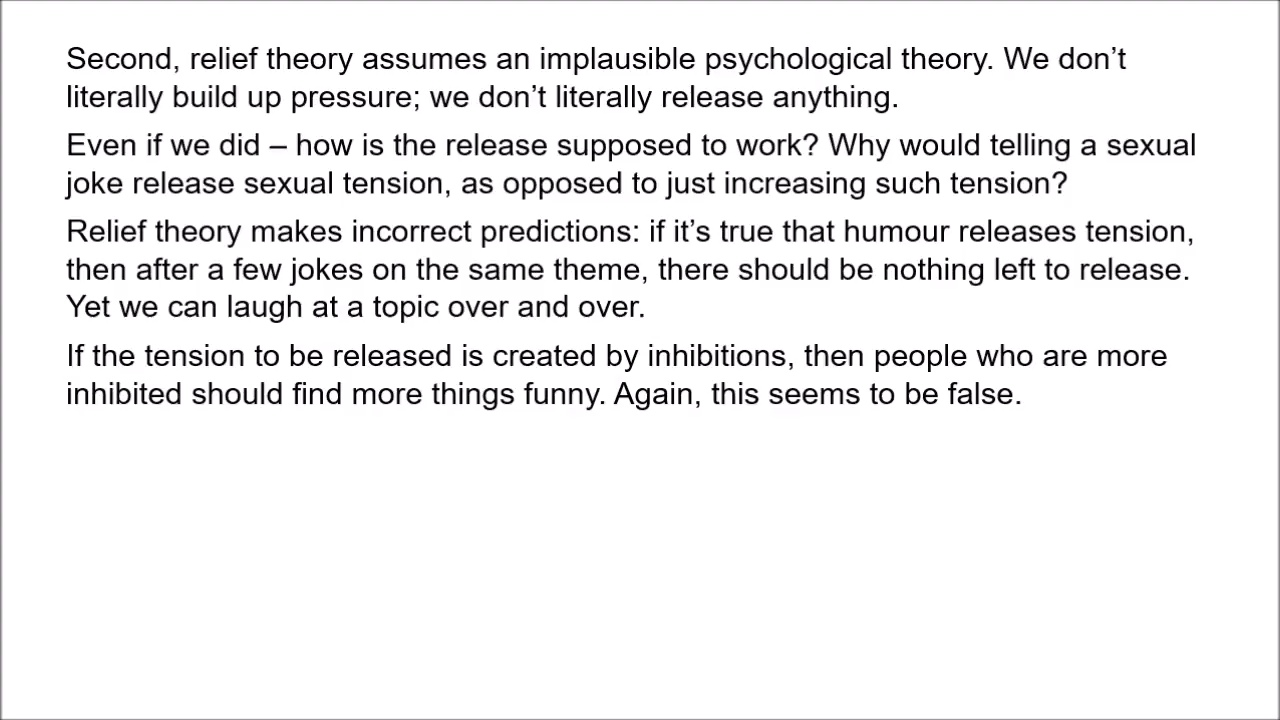 Second, relief theory assumes an implausible psychological theory. We don’t
literally build up pressure; we don’t literally release anything.
Even if we did – how is the release supposed to work? Why would telling a sexual
joke release sexual tension, as opposed to just increasing such tension?
Relief theory makes incorrect predictions: if it’s true that humour releases tension,
then after a few jokes on the same theme, there should be nothing left to release.
Yet we can laugh at a topic over and over.
If the tension to be released is created by inhibitions, then people who are more
inhibited should find more things funny. Again, this seems to be false.